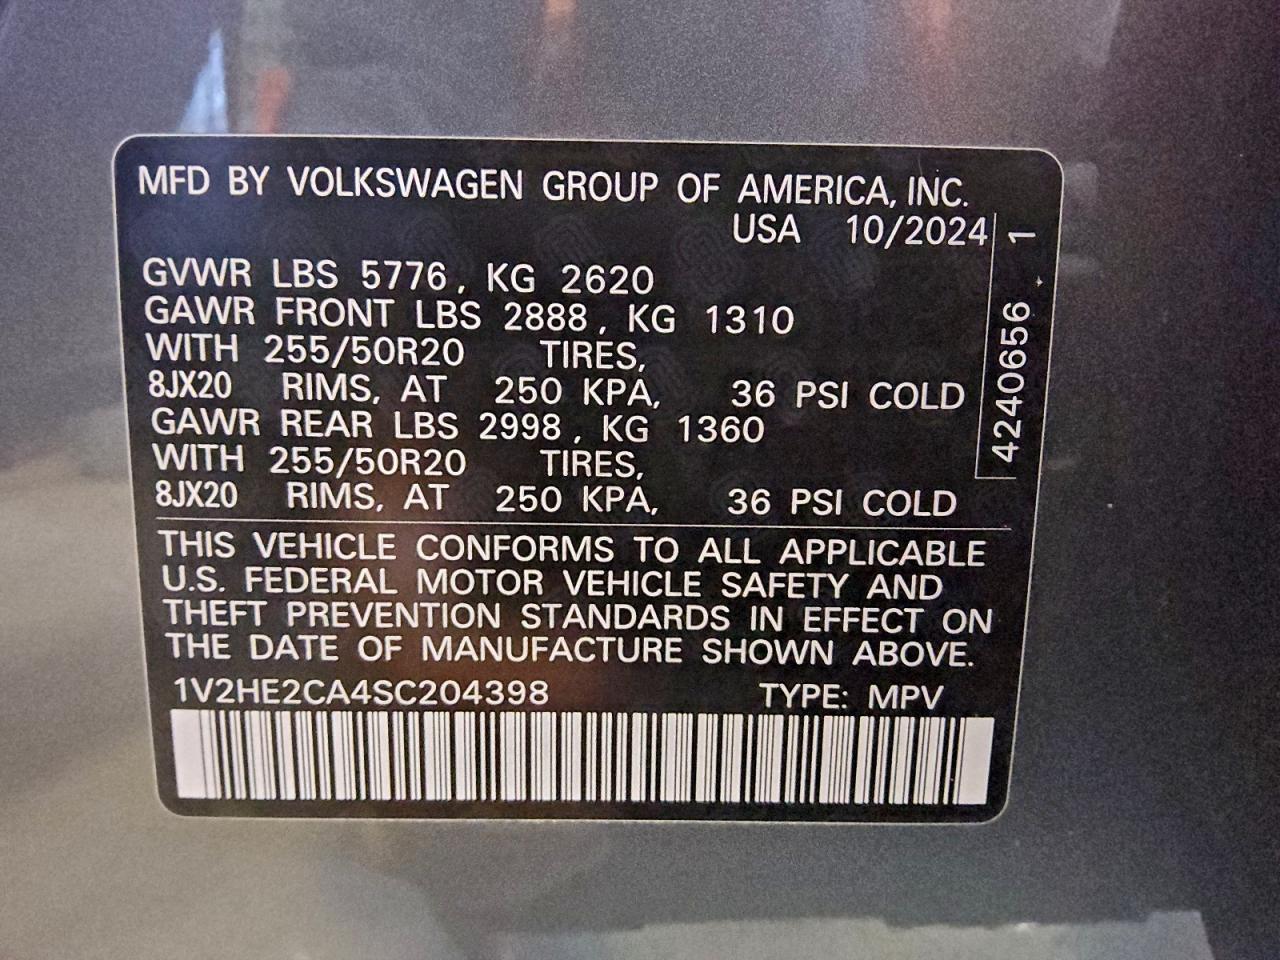 MFD BY VOLKSWAGEN GROUP OF AMERICA, INC.
USA 10/2024
GVWR LBS 5776, KG 2620
GAWR FRONT LBS 2888, KG 1310
WITH 255/50R20 TIRES,
8JX20 RIMS, AT 250 KPA, 36 PSI COLD
GAWR REAR LBS 2998, KG 1360
WITH 255/50R20 TIRES,
8JX20 RIMS, AT 250 KPA, 36 PSI COLD
4240656 1
THIS VEHICLE CONFORMS TO ALL APPLICABLE
U.S. FEDERAL MOTOR VEHICLE SAFETY AND
THEFT PREVENTION STANDARDS IN EFFECT ON
THE DATE OF MANUFACTURE SHOWN ABOVE.
1V2HE2CA4SC204398 TYPE: MPV